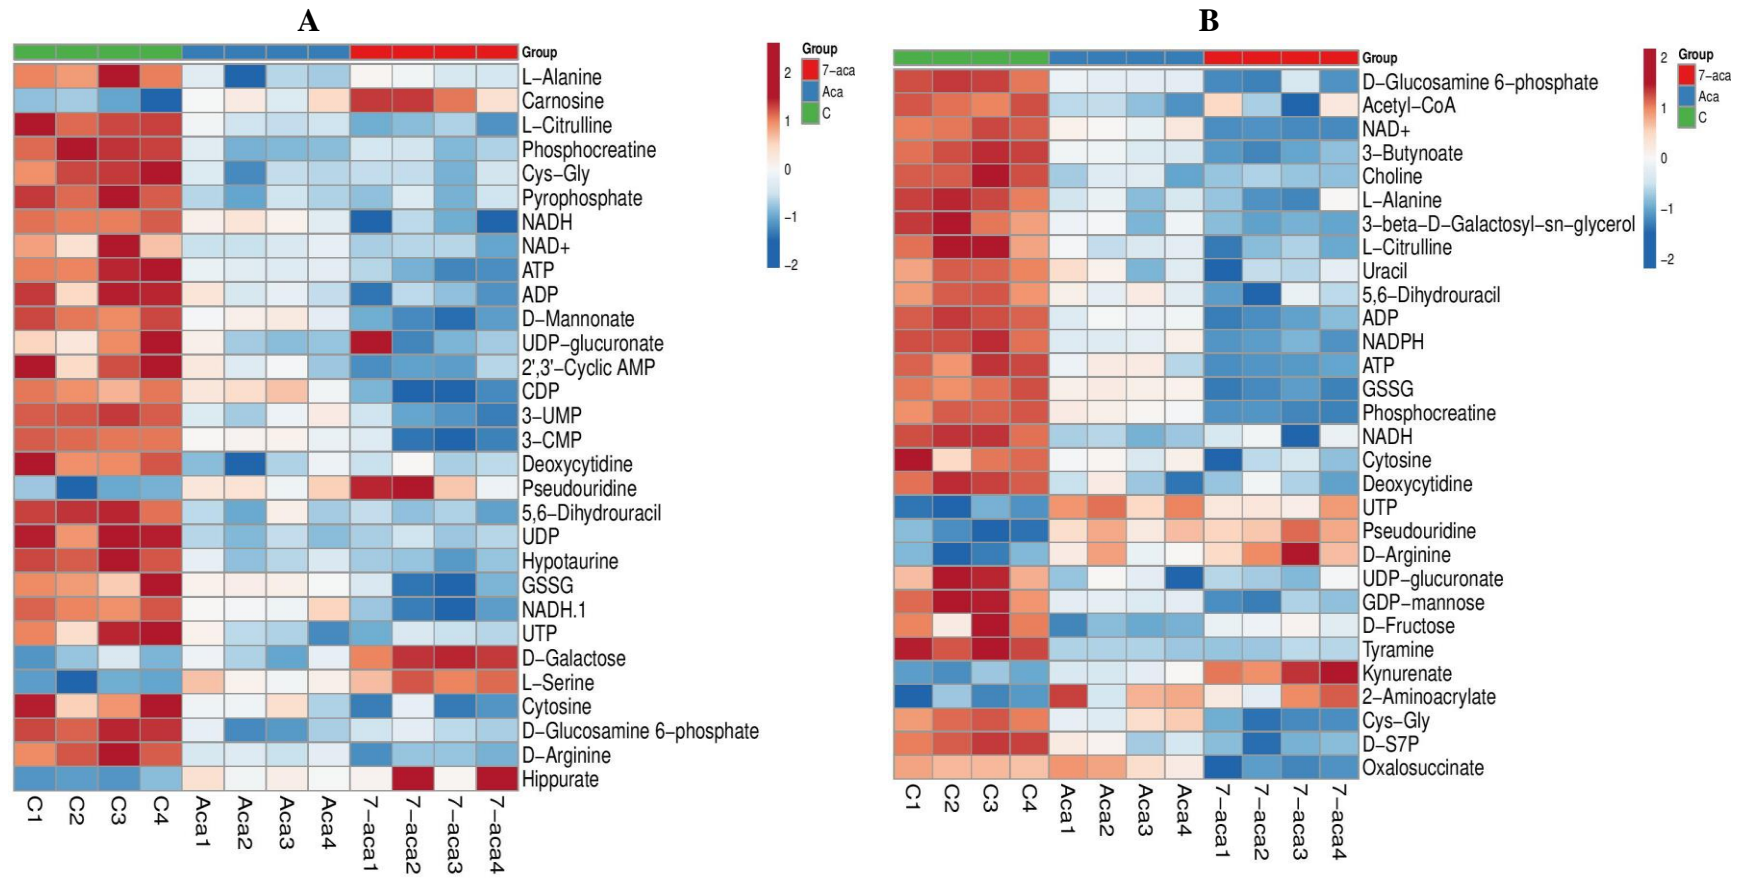 A
Group
L-Alanine
Carnosine
L-Citrulline
Phosphocreatine
Cys-Gly
Pyrophosphate
NADH
NAD+
ATP
ADP
D-Mannonate
UDP-glucuronate
2',3'-Cyclic AMP
CDP
3-UMP
3-CMP
Deoxycytidine
Pseudouridine
5,6-Dihydrouracil
UDP
Hypotaurine
GSSG
NADH.1
UTP
D-Galactose
L-Serine
Cytosine
D-Glucosamine 6-phosphate
D-Arginine
Hippurate
C1 C2 C3 C4 Aca1 Aca2 Aca3 Aca4 7-aca1 7-aca2 7-aca3 7-aca4
2
1
0
-1
-2
Group
7-aca
Aca
C
B
Group
D-Glucosamine 6-phosphate
Acetyl-CoA
NAD+
3-Butynoate
Choline
L-Alanine
3-beta-D-Galactosyl-sn-glycerol
L-Citrulline
Uracil
5,6-Dihydrouracil
ADP
NADPH
ATP
GSSG
Phosphocreatine
NADH
Cytosine
Deoxycytidine
UTP
Pseudouridine
D-Arginine
UDP-glucuronate
GDP-mannose
D-Fructose
Tyramine
Kynurenate
2-Aminoacrylate
Cys-Gly
D-S7P
Oxalosuccinate
C1 C2 C3 C4 Aca1 Aca2 Aca3 Aca4 7-aca1 7-aca2 7-aca3 7-aca4
2
1
0
-1
-2
Group
7-aca
Aca
C